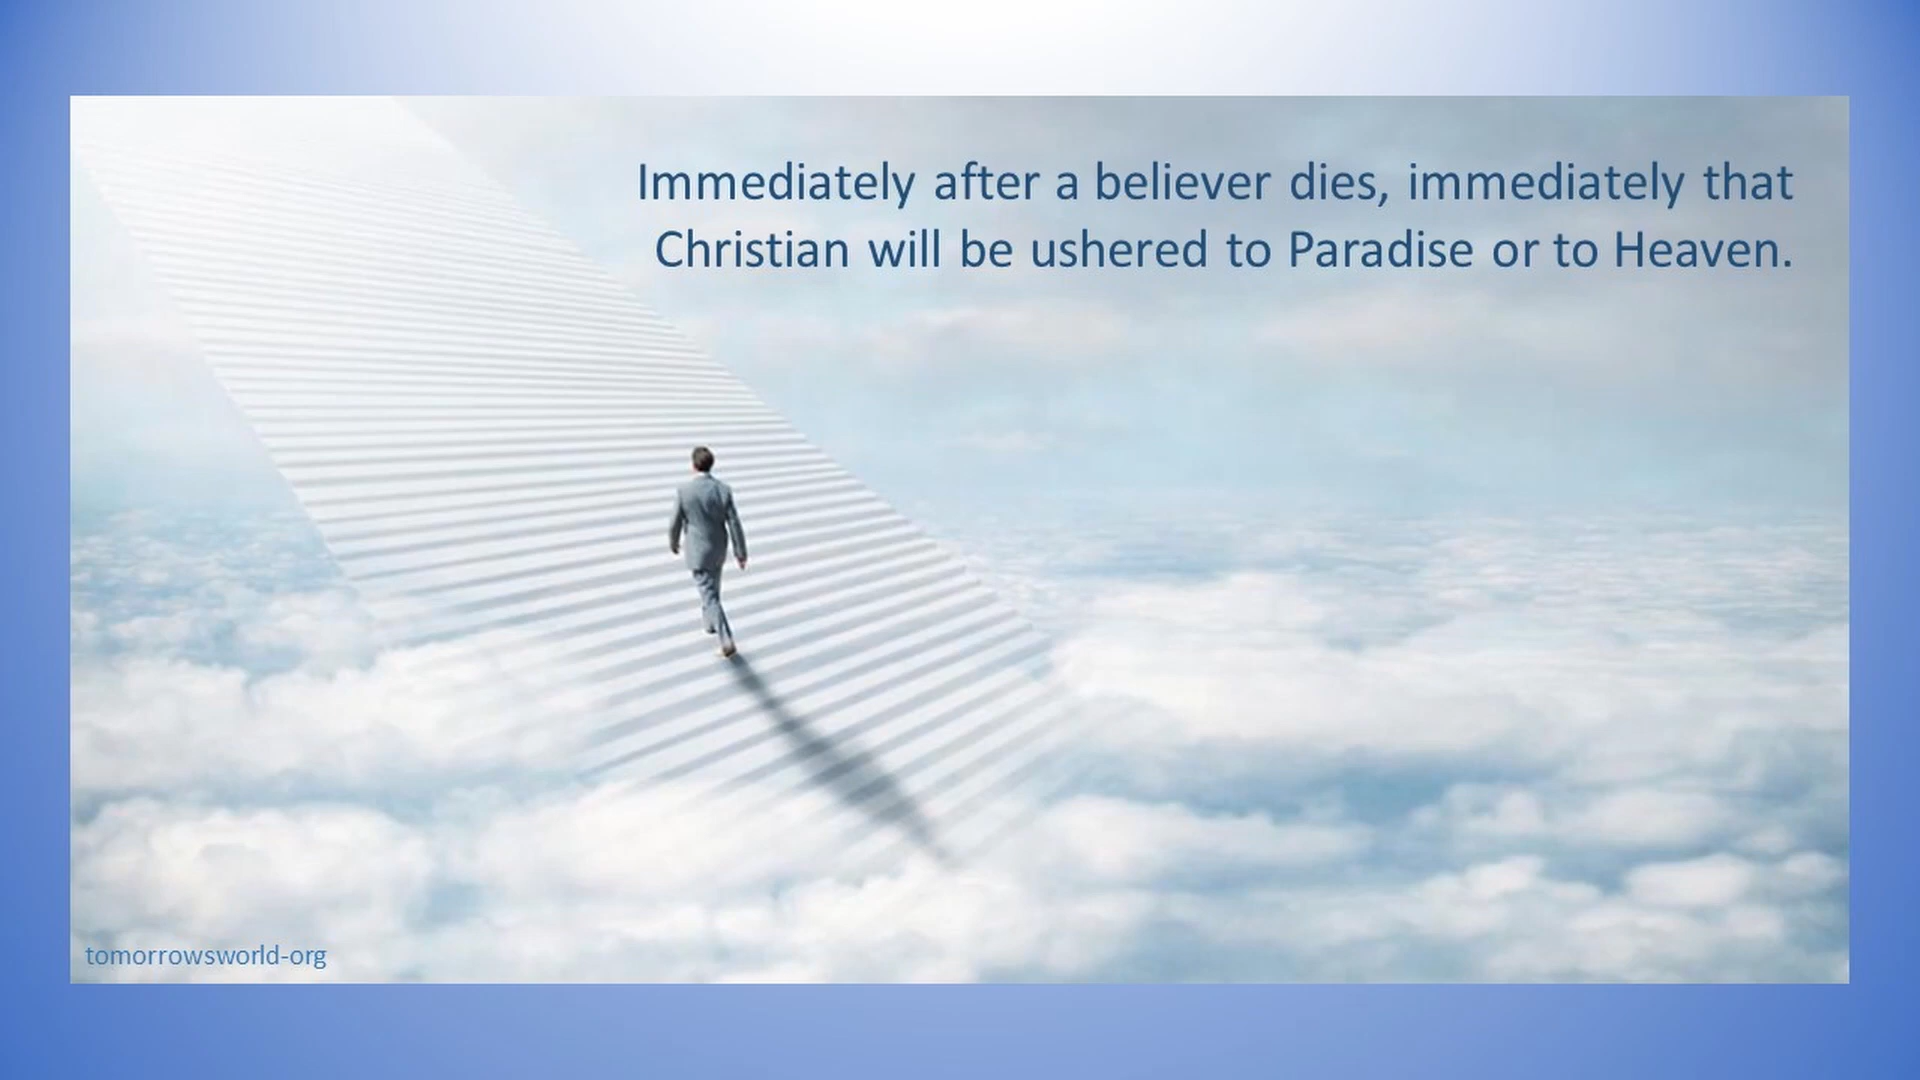 Immediately after a believer dies, immediately that
Christian will be ushered to Paradise or to Heaven.
tomorrowsworld-org